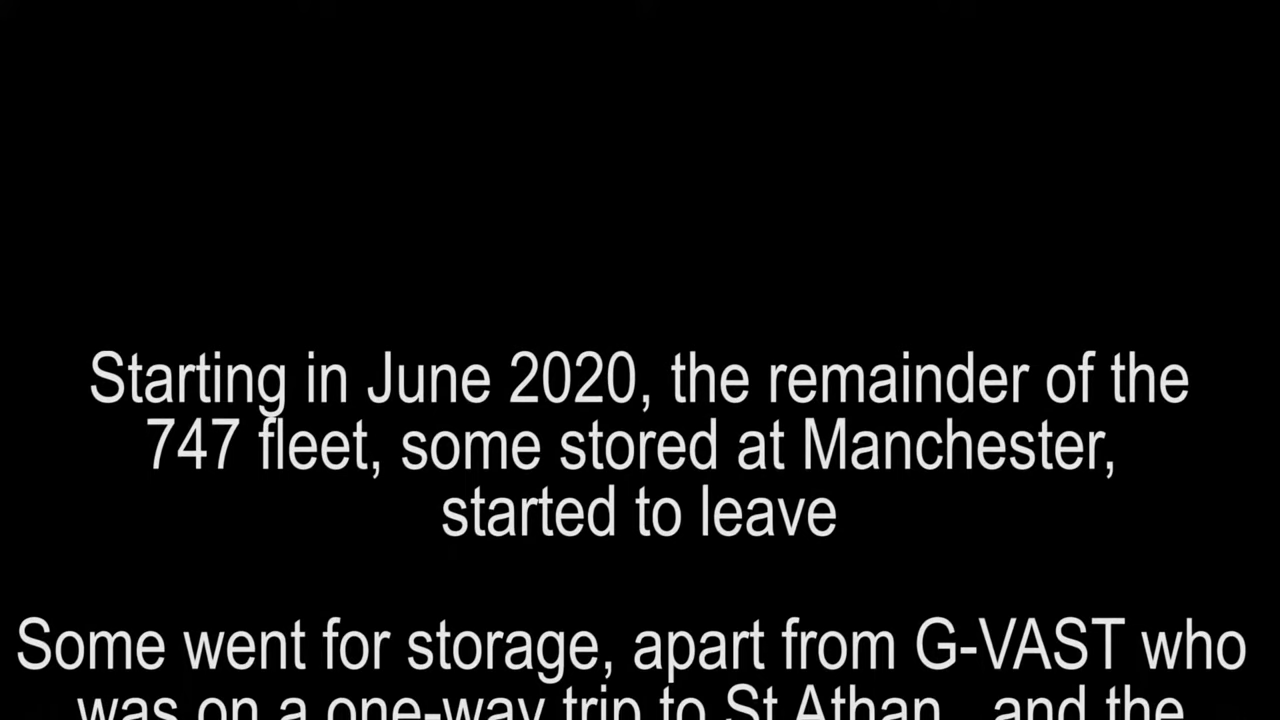 Starting in June 2020, the remainder of the
747 fleet, some stored at Manchester,
started to leave
Some went for storage, apart from G-VAST who
was on a one-way trip to St Athan, and the